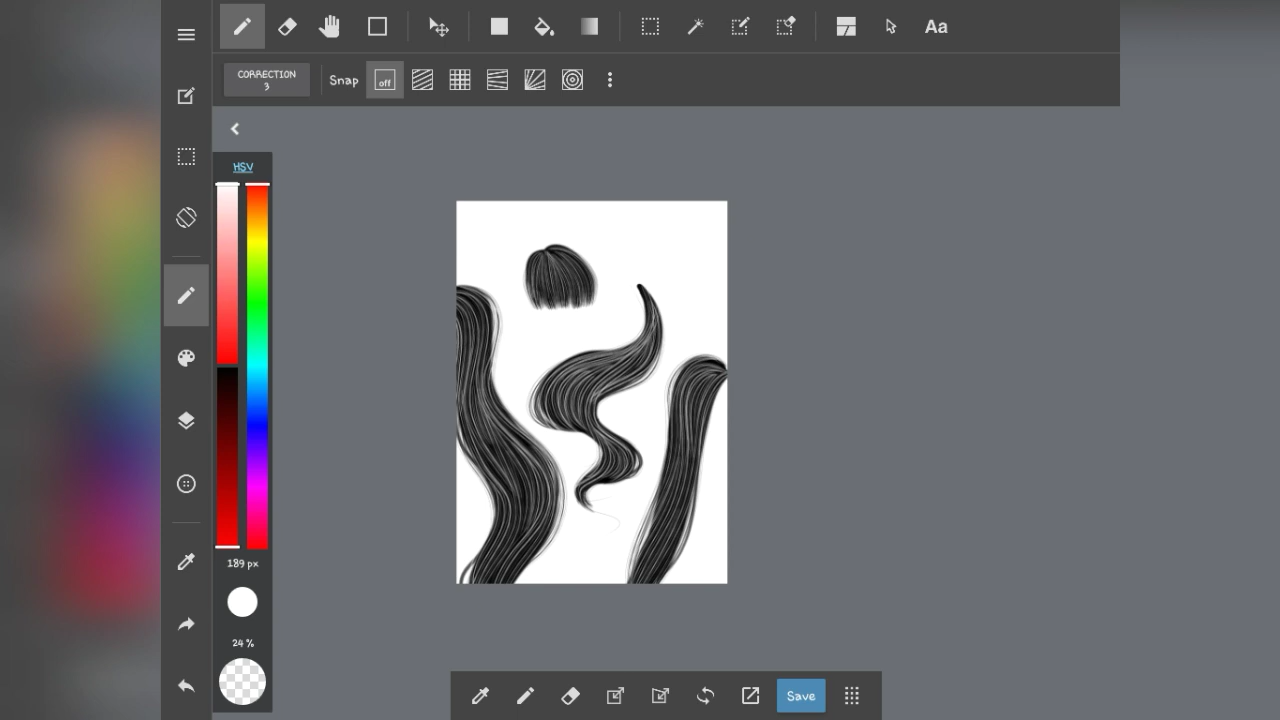 Aa
CORRECTION
3
Snap
off
HSV
189 px
24 %
Save